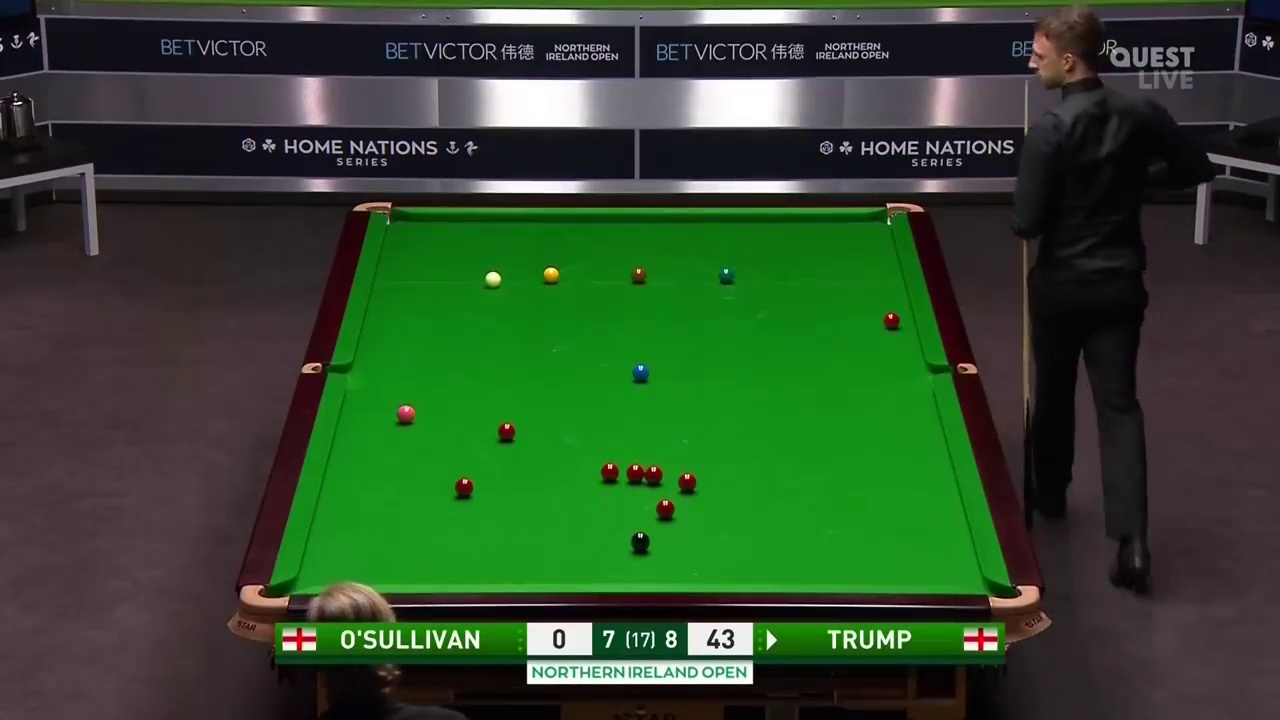 BETVICTOR
BETVICTOR 伟德 NORTHERN
IRELAND OPEN
BETVICTOR 伟德 NORTHERN
IRELAND OPEN
QUEST
LIVE
HOME NATIONS
SERIES
HOME NATIONS
SERIES
STAR
O'SULLIVAN 0 7 (17) 8 43 TRUMP
NORTHERN IRELAND OPEN